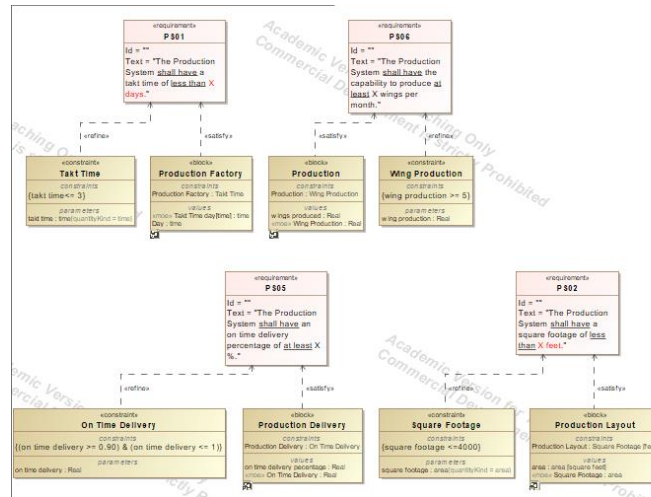 «requirement»
PS01
Id = ""
Text = "The Production
System shall have a
takt time of less than X
days."
«requirement»
PS06
Id = ""
Text = "The Production
System shall have the
capability to produce at
least X wings per
month."
«refine»
«satisfy»
«satisfy»
«refine»
«constraint»
Takt Time
constraints
{takt time<= 3}
parameters
takt time : time{quantityKind = time}
«block»
Production Factory
constraints
Production Factory : Takt Time
values
«moe» Takt Time day[time] : time
Day : time
«block»
Production
constraints
Production : Wing Production
values
wings produced : Real
«moe» Wing Production : Real
«constraint»
Wing Production
constraints
{wing production >= 5}
parameters
wing production : Real
«requirement»
PS05
Id = ""
Text = "The Production
System shall have an
on time delivery
percentage of at least X
%."
«requirement»
PS02
Id = ""
Text = "The Production
System shall have a
square footage of less
than X feet."
«refine»
«satisfy»
«refine»
«satisfy»
«constraint»
On Time Delivery
constraints
{(on time delivery >= 0.90) & (on time delivery <= 1)}
parameters
on time delivery : Real
«block»
Production Delivery
constraints
Production Delivery : On Time Delivery
values
on time delivery percentage : Real
«moe» On Time Delivery : Real
«constraint»
Square Footage
constraints
{square footage <=4000}
parameters
square footage : area{quantityKind = area}
«block»
Production Layout
constraints
Production Layout : Square Footage
values
area : area [square feet]
«moe» Square Footage : area